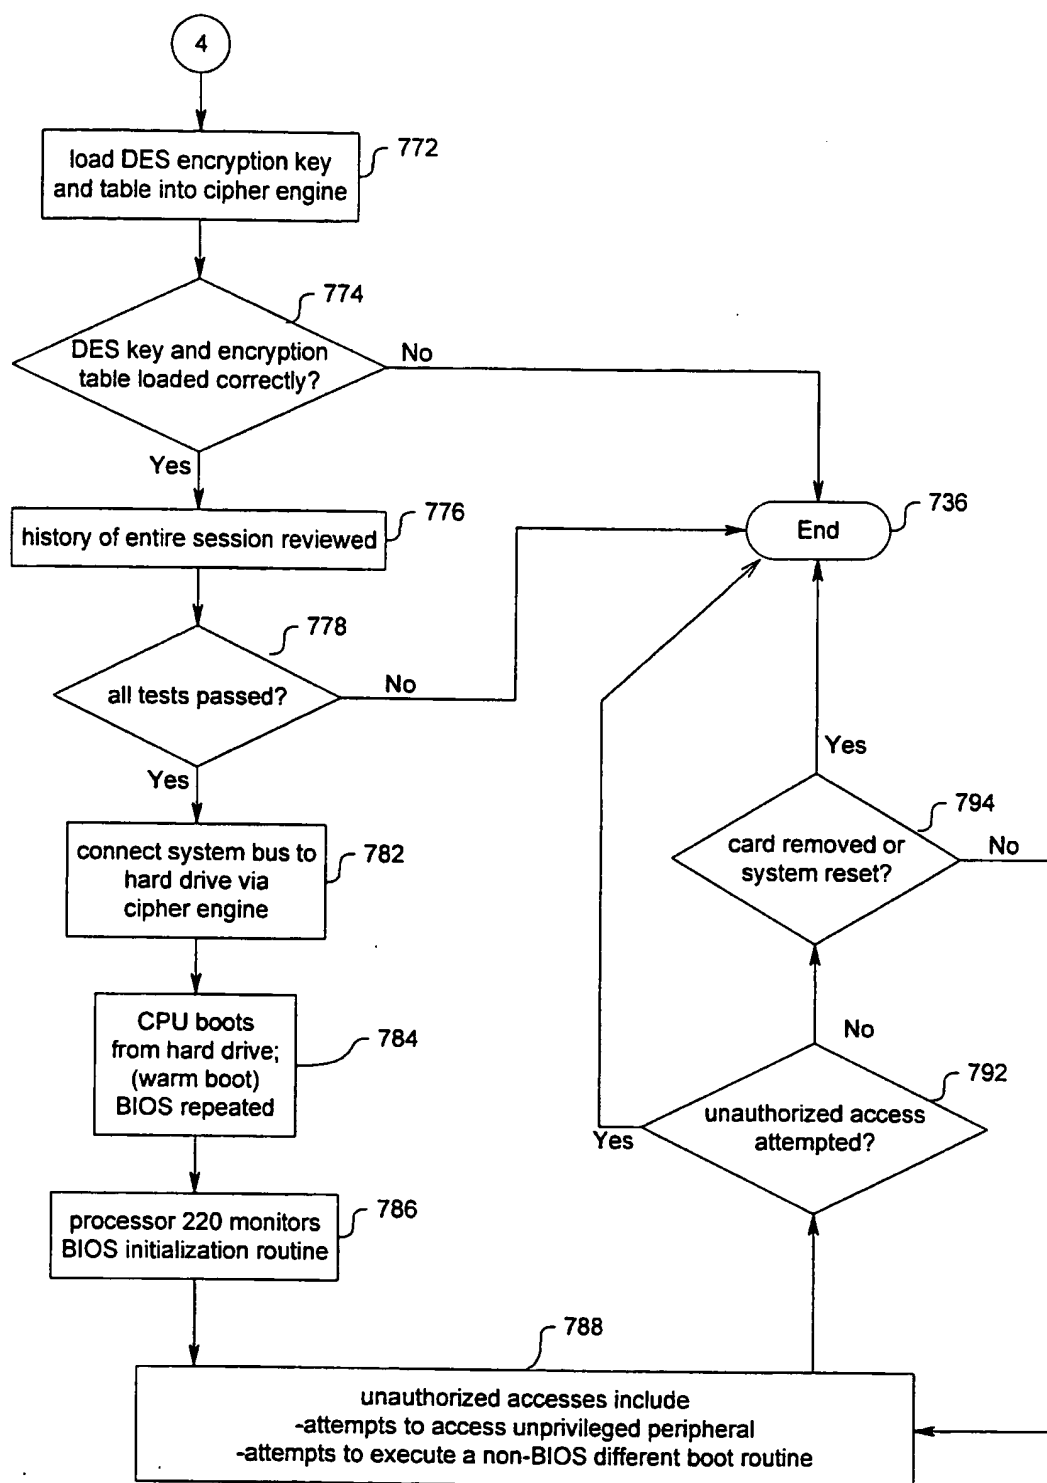 4
load DES encryption key
and table into cipher engine
772
774
DES key and encryption
table loaded correctly?
No
Yes
history of entire session reviewed
776
End
736
778
all tests passed?
No
Yes
connect system bus to
hard drive via
cipher engine
782
CPU boots
from hard drive;
(warm boot)
BIOS repeated
784
processor 220 monitors
BIOS initialization routine
786
788
unauthorized accesses include
-attempts to access unprivileged peripheral
-attempts to execute a non-BIOS different boot routine
792
unauthorized access
attempted?
Yes
No
794
card removed or
system reset?
No
Yes